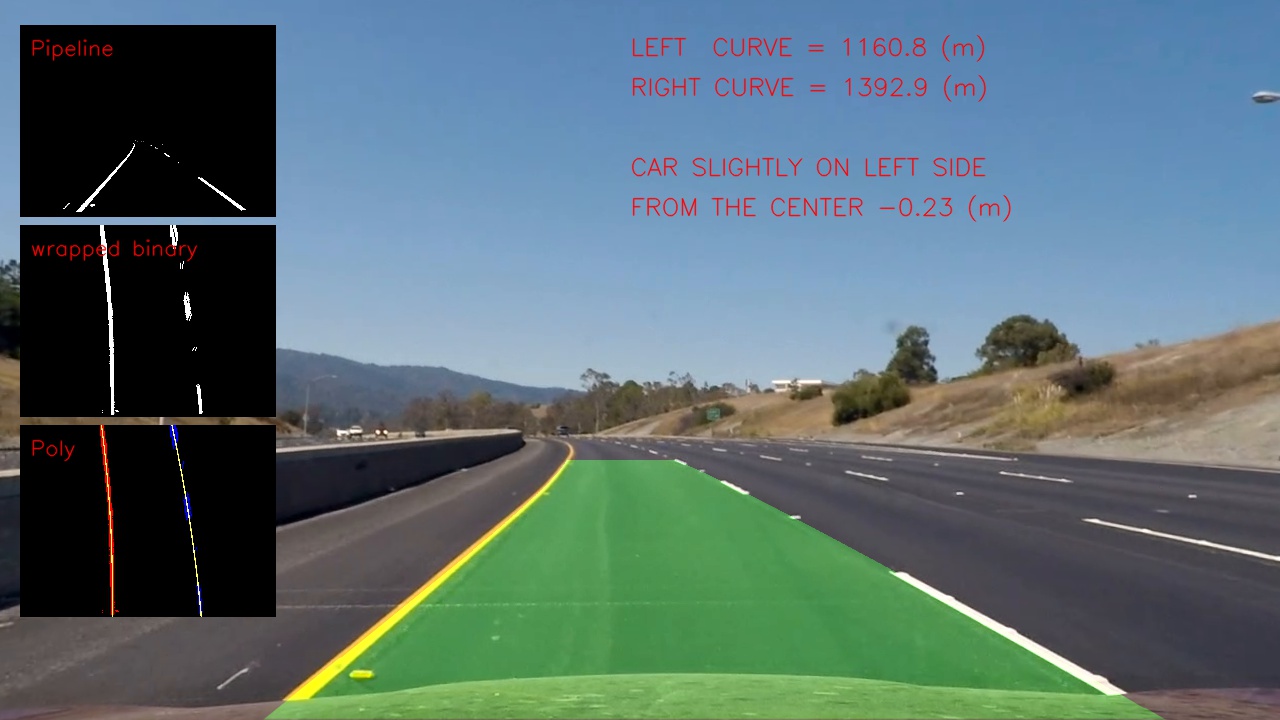 Pipeline
wrapped binary
Poly
LEFT CURVE = 1160.8 (m)
RIGHT CURVE = 1392.9 (m)
CAR SLIGHTLY ON LEFT SIDE
FROM THE CENTER -0.23 (m)